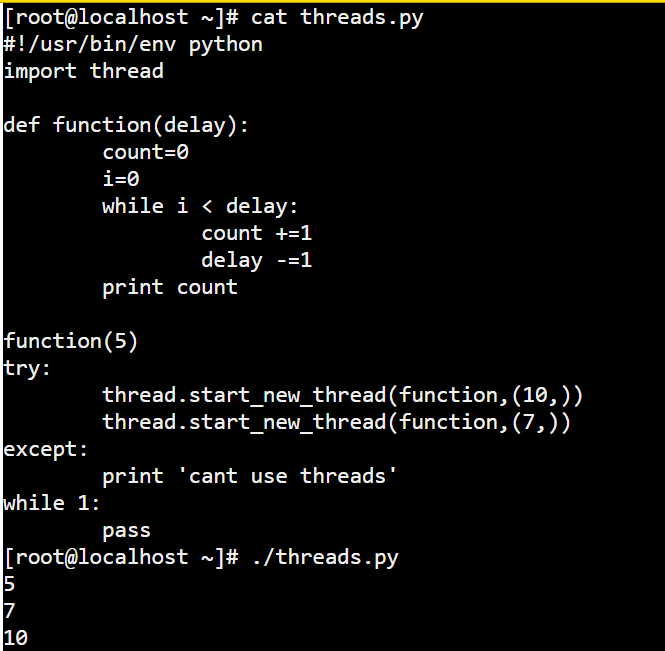 [root@localhost ~]# cat threads.py
#!/usr/bin/env python
import thread

def function(delay):
        count=0
        i=0
        while i < delay:
                count +=1
                delay -=1
        print count

function(5)
try:
        thread.start_new_thread(function,(10,))
        thread.start_new_thread(function,(7,))
except:
        print 'cant use threads'
while 1:
        pass
[root@localhost ~]# ./threads.py
5
7
10